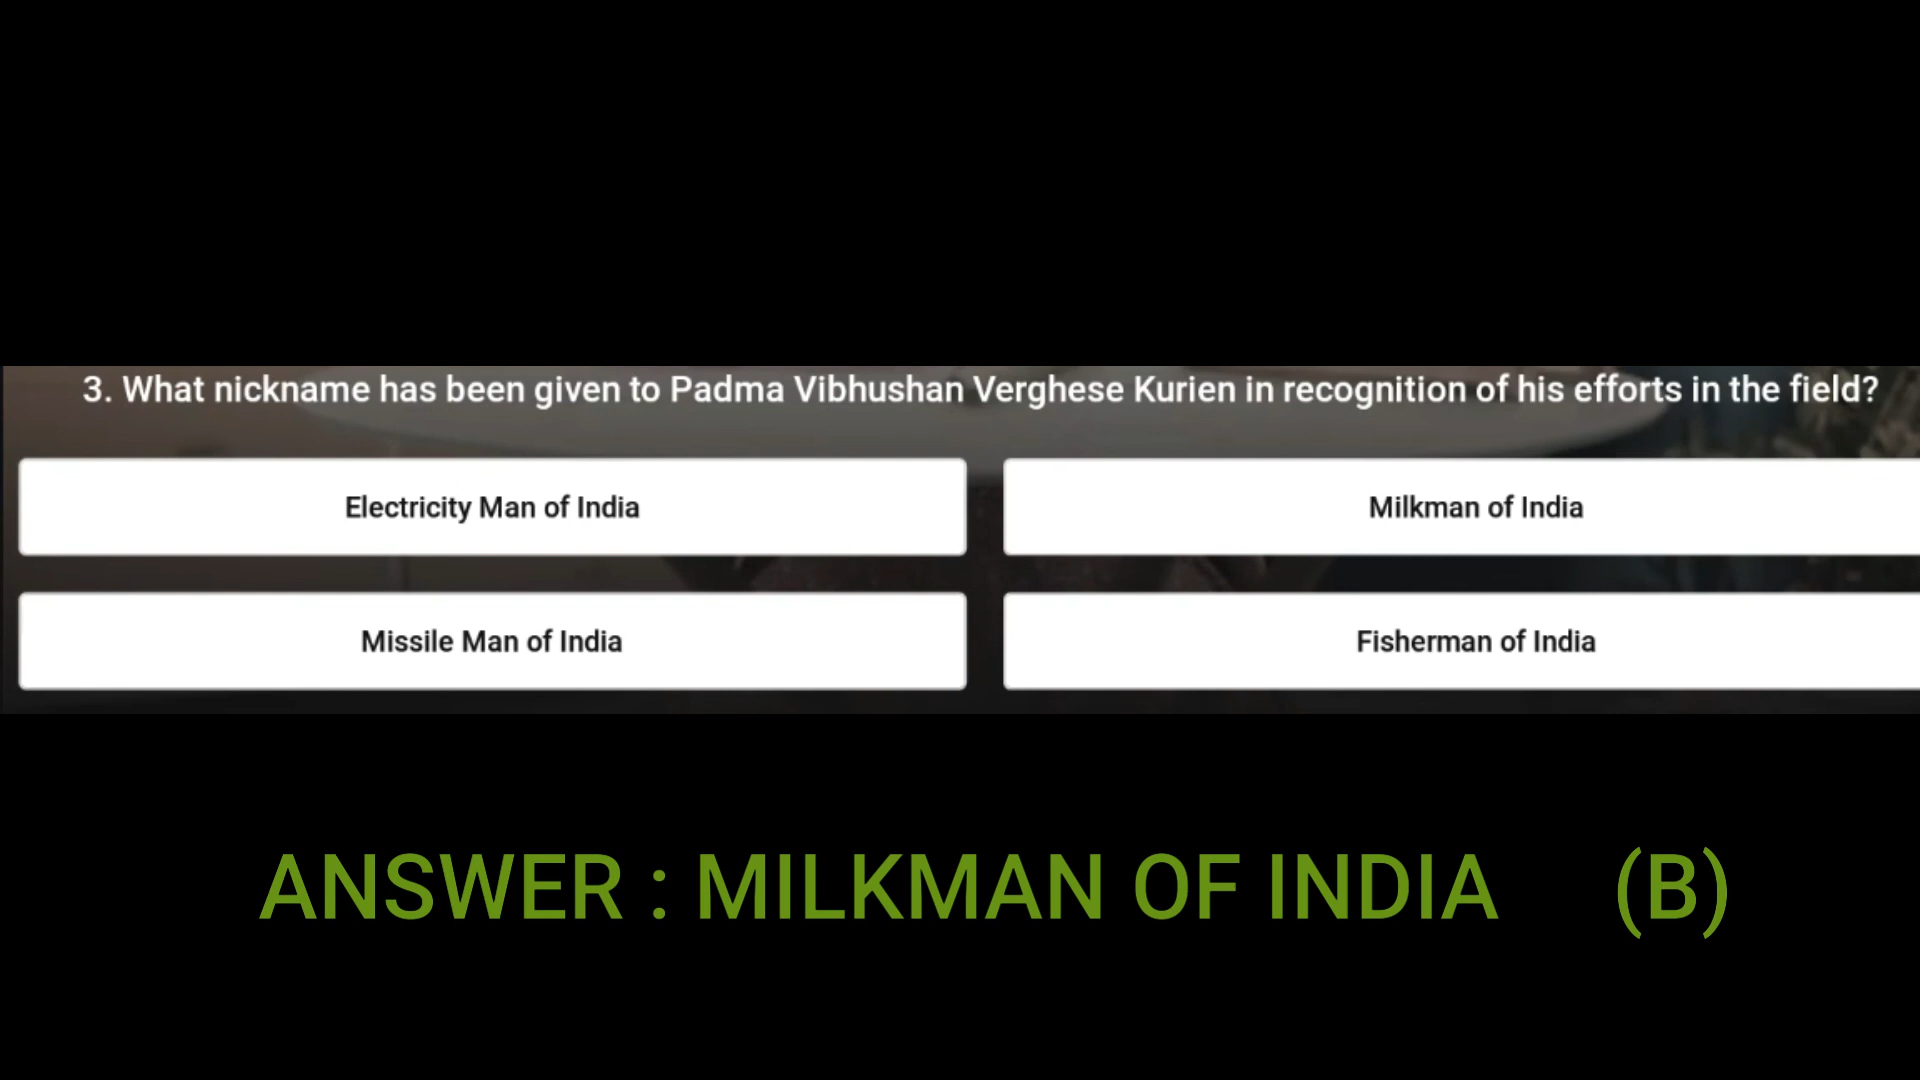 3. What nickname has been given to Padma Vibhushan Verghese Kurien in recognition of his efforts in the field?
Electricity Man of India
Milkman of India
Missile Man of India
Fisherman of India
ANSWER : MILKMAN OF INDIA (B)